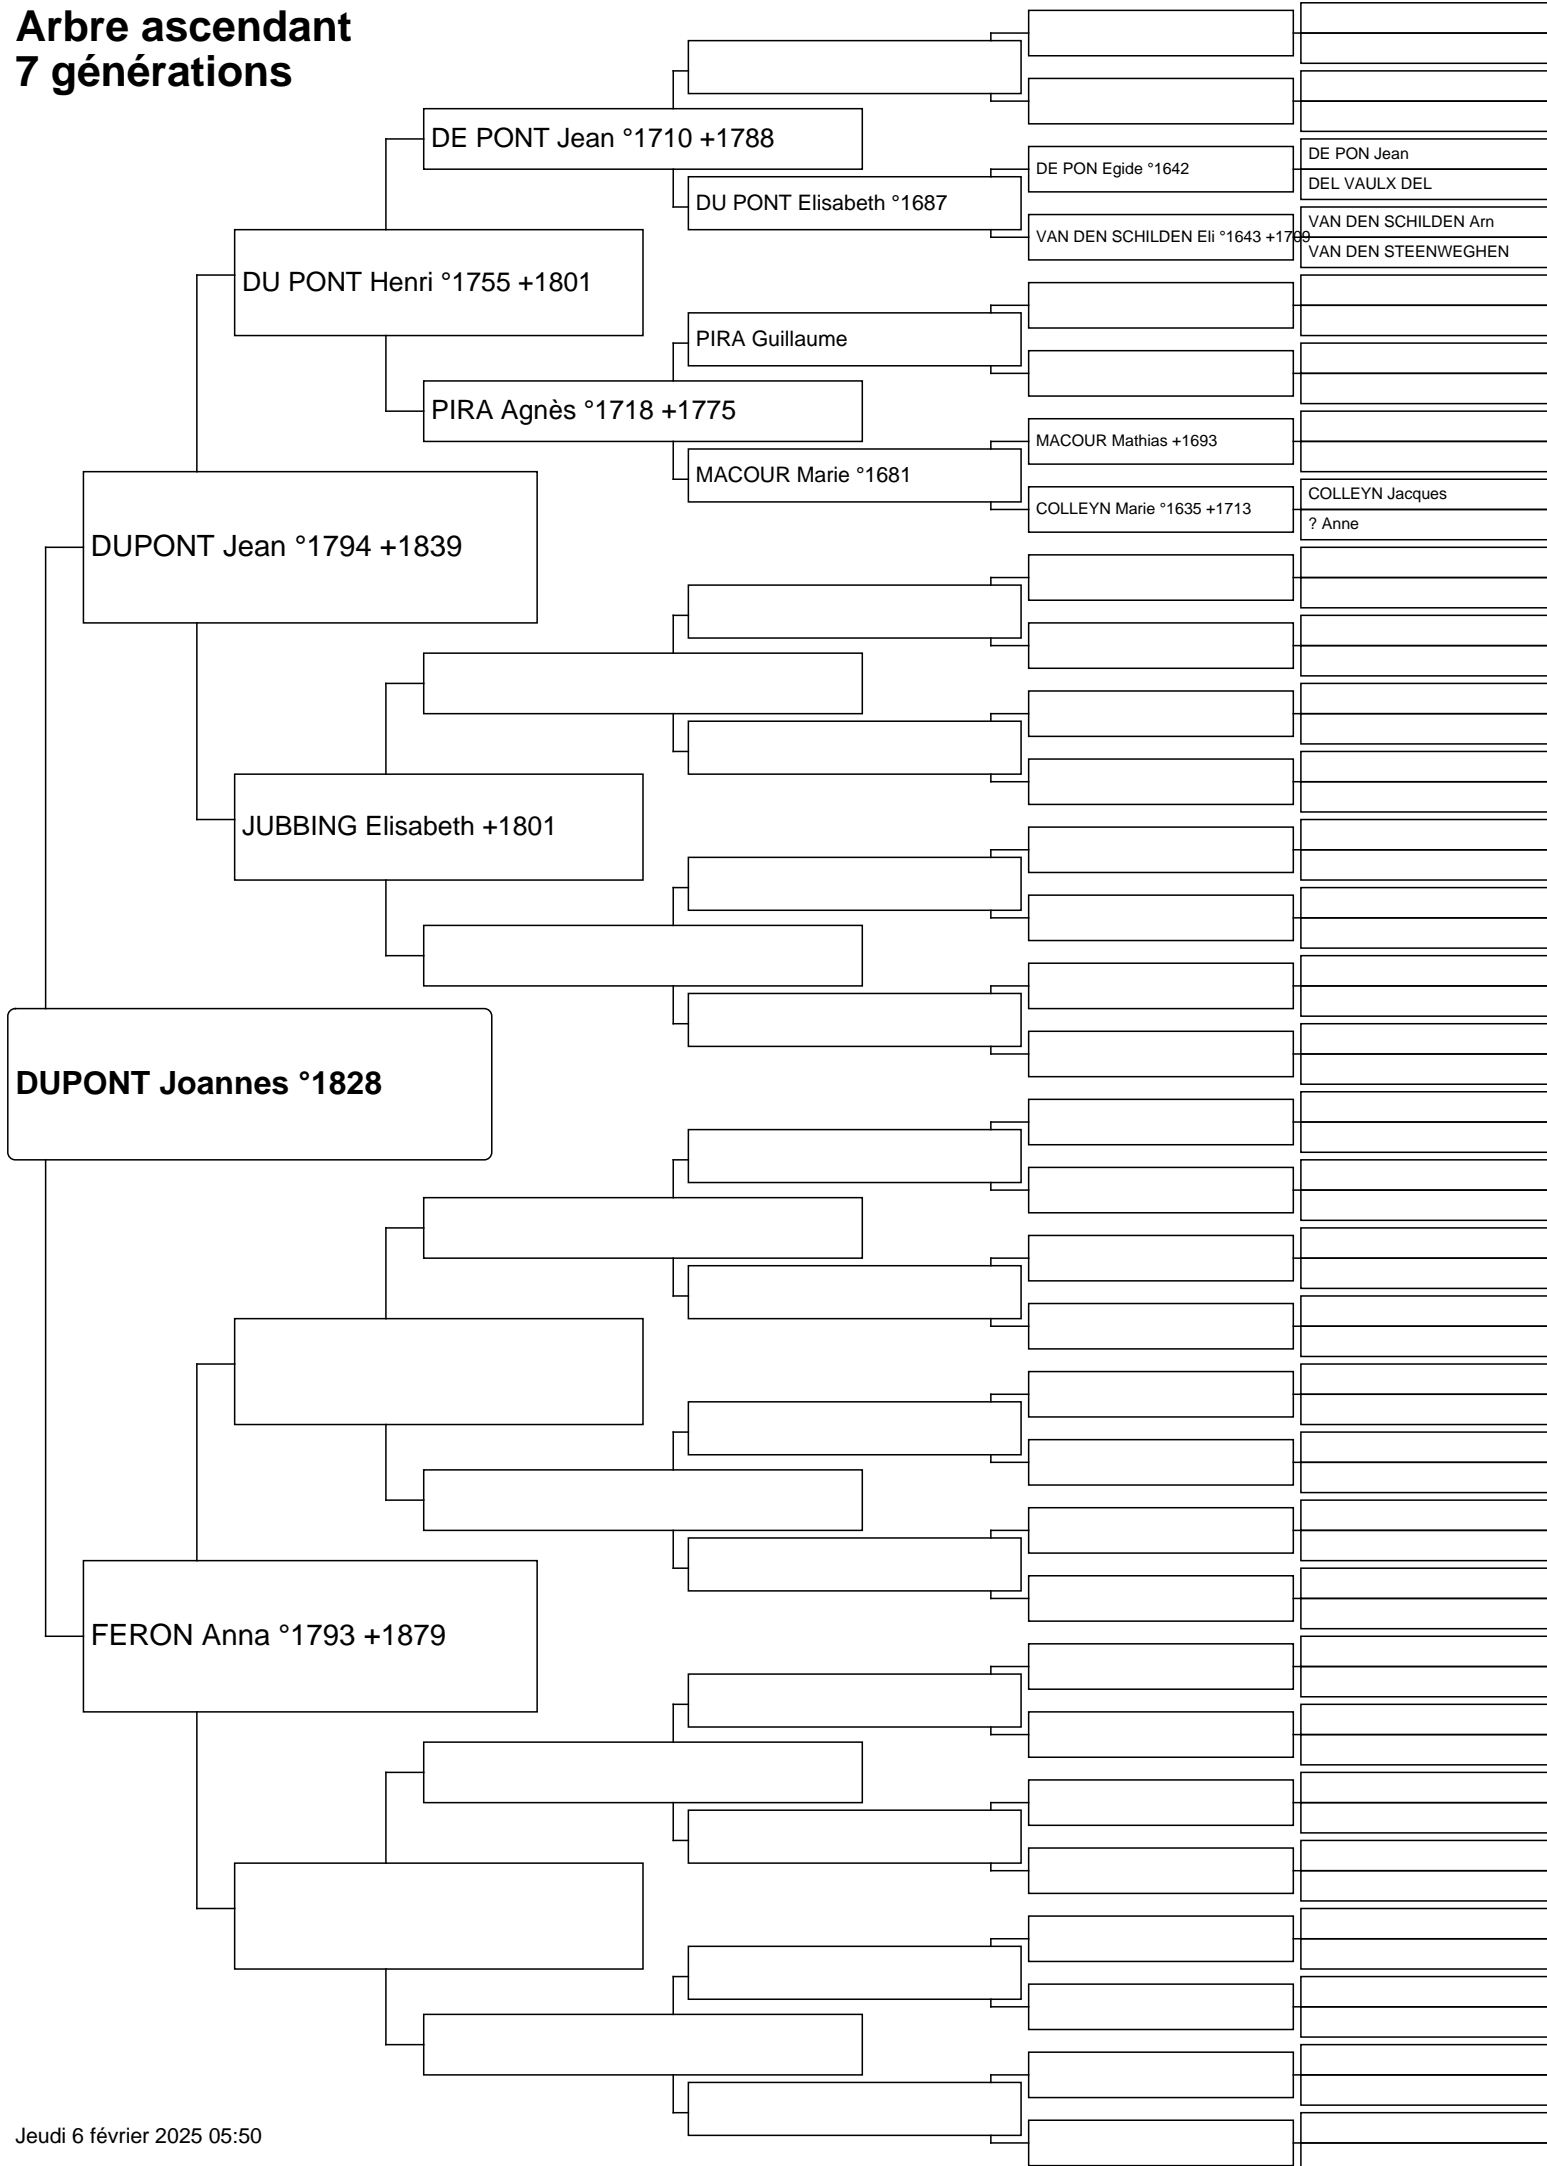 Arbre ascendant
7 générations
DE PONT Jean °1710 +1788
DE PON Egide °1642
DE PON Jean
DEL VAULX DEL
DU PONT Elisabeth °1687
VAN DEN SCHILDEN Eli °1643 +1709
VAN DEN SCHILDEN Arn
VAN DEN STEENWEGHEN
DU PONT Henri °1755 +1801
PIRA Guillaume
PIRA Agnès °1718 +1775
MACOUR Mathias +1693
MACOUR Marie °1681
COLLEYN Marie °1635 +1713
COLLEYN Jacques
? Anne
DUPONT Jean °1794 +1839
JUBBING Elisabeth +1801
DUPONT Joannes °1828
FERON Anna °1793 +1879
Jeudi 6 février 2025 05:50